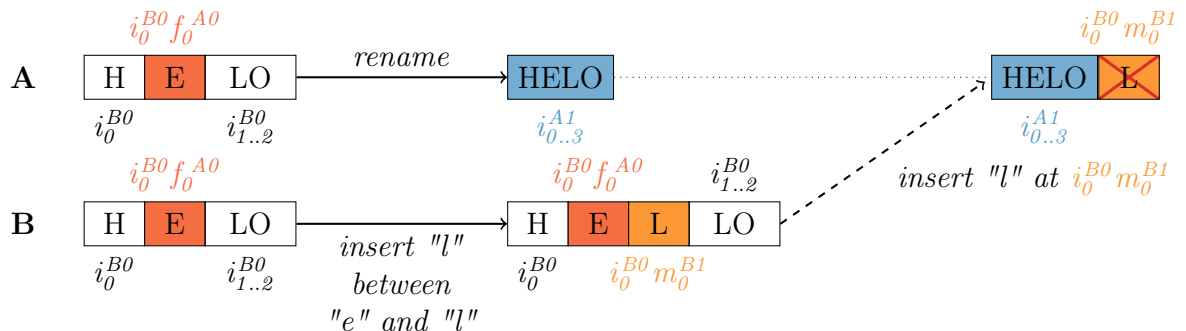 i_0^{B0} f_0^{A0}
A H E LO rename HELO HELO L
i_0^{B0} i_{1..2}^{B0} i_{0..3}^{A1} i_0^{B0} m_0^{B1} i_{0..3}^{A1}
i_0^{B0} f_0^{A0} i_0^{B0} f_0^{A0} i_{1..2}^{B0} insert "l" at i_0^{B0} m_0^{B1}
B H E LO H E L LO
i_0^{B0} i_{1..2}^{B0} insert "l" i_0^{B0} i_0^{B0} m_0^{B1}
between
"e" and "l"